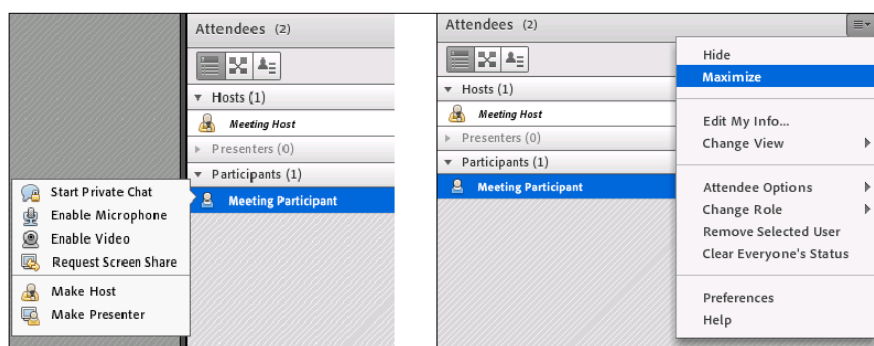 Attendees (2)
Hosts (1)
Meeting Host
Presenters (0)
Participants (1)
Meeting Participant
Start Private Chat
Enable Microphone
Enable Video
Request Screen Share
Make Host
Make Presenter
Attendees (2)
Hosts (1)
Meeting Host
Presenters (0)
Participants (1)
Meeting Participant
Hide
Maximize
Edit My Info...
Change View
Attendee Options
Change Role
Remove Selected User
Clear Everyone's Status
Preferences
Help